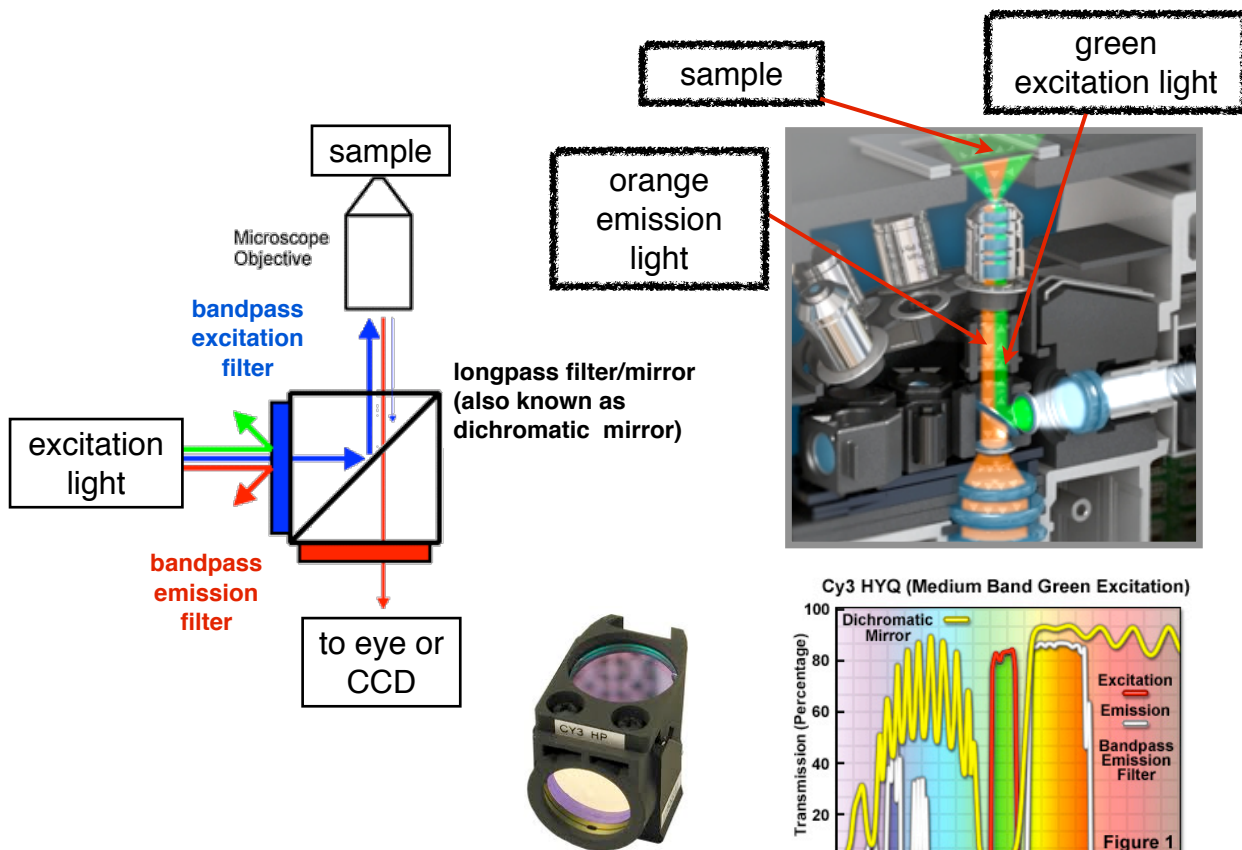 sample
Microscope
Objective
bandpass
excitation
filter
excitation
light
longpass filter/mirror
(also known as
dichromatic mirror)
bandpass
emission
filter
to eye or
CCD
sample
green
excitation light
orange
emission
light
CY3 HP
Cy3 HYQ (Medium Band Green Excitation)
Transmission (Percentage)
100
80
60
40
20
Dichromatic
Mirror
Excitation
Emission
Bandpass
Emission
Filter
Figure 1